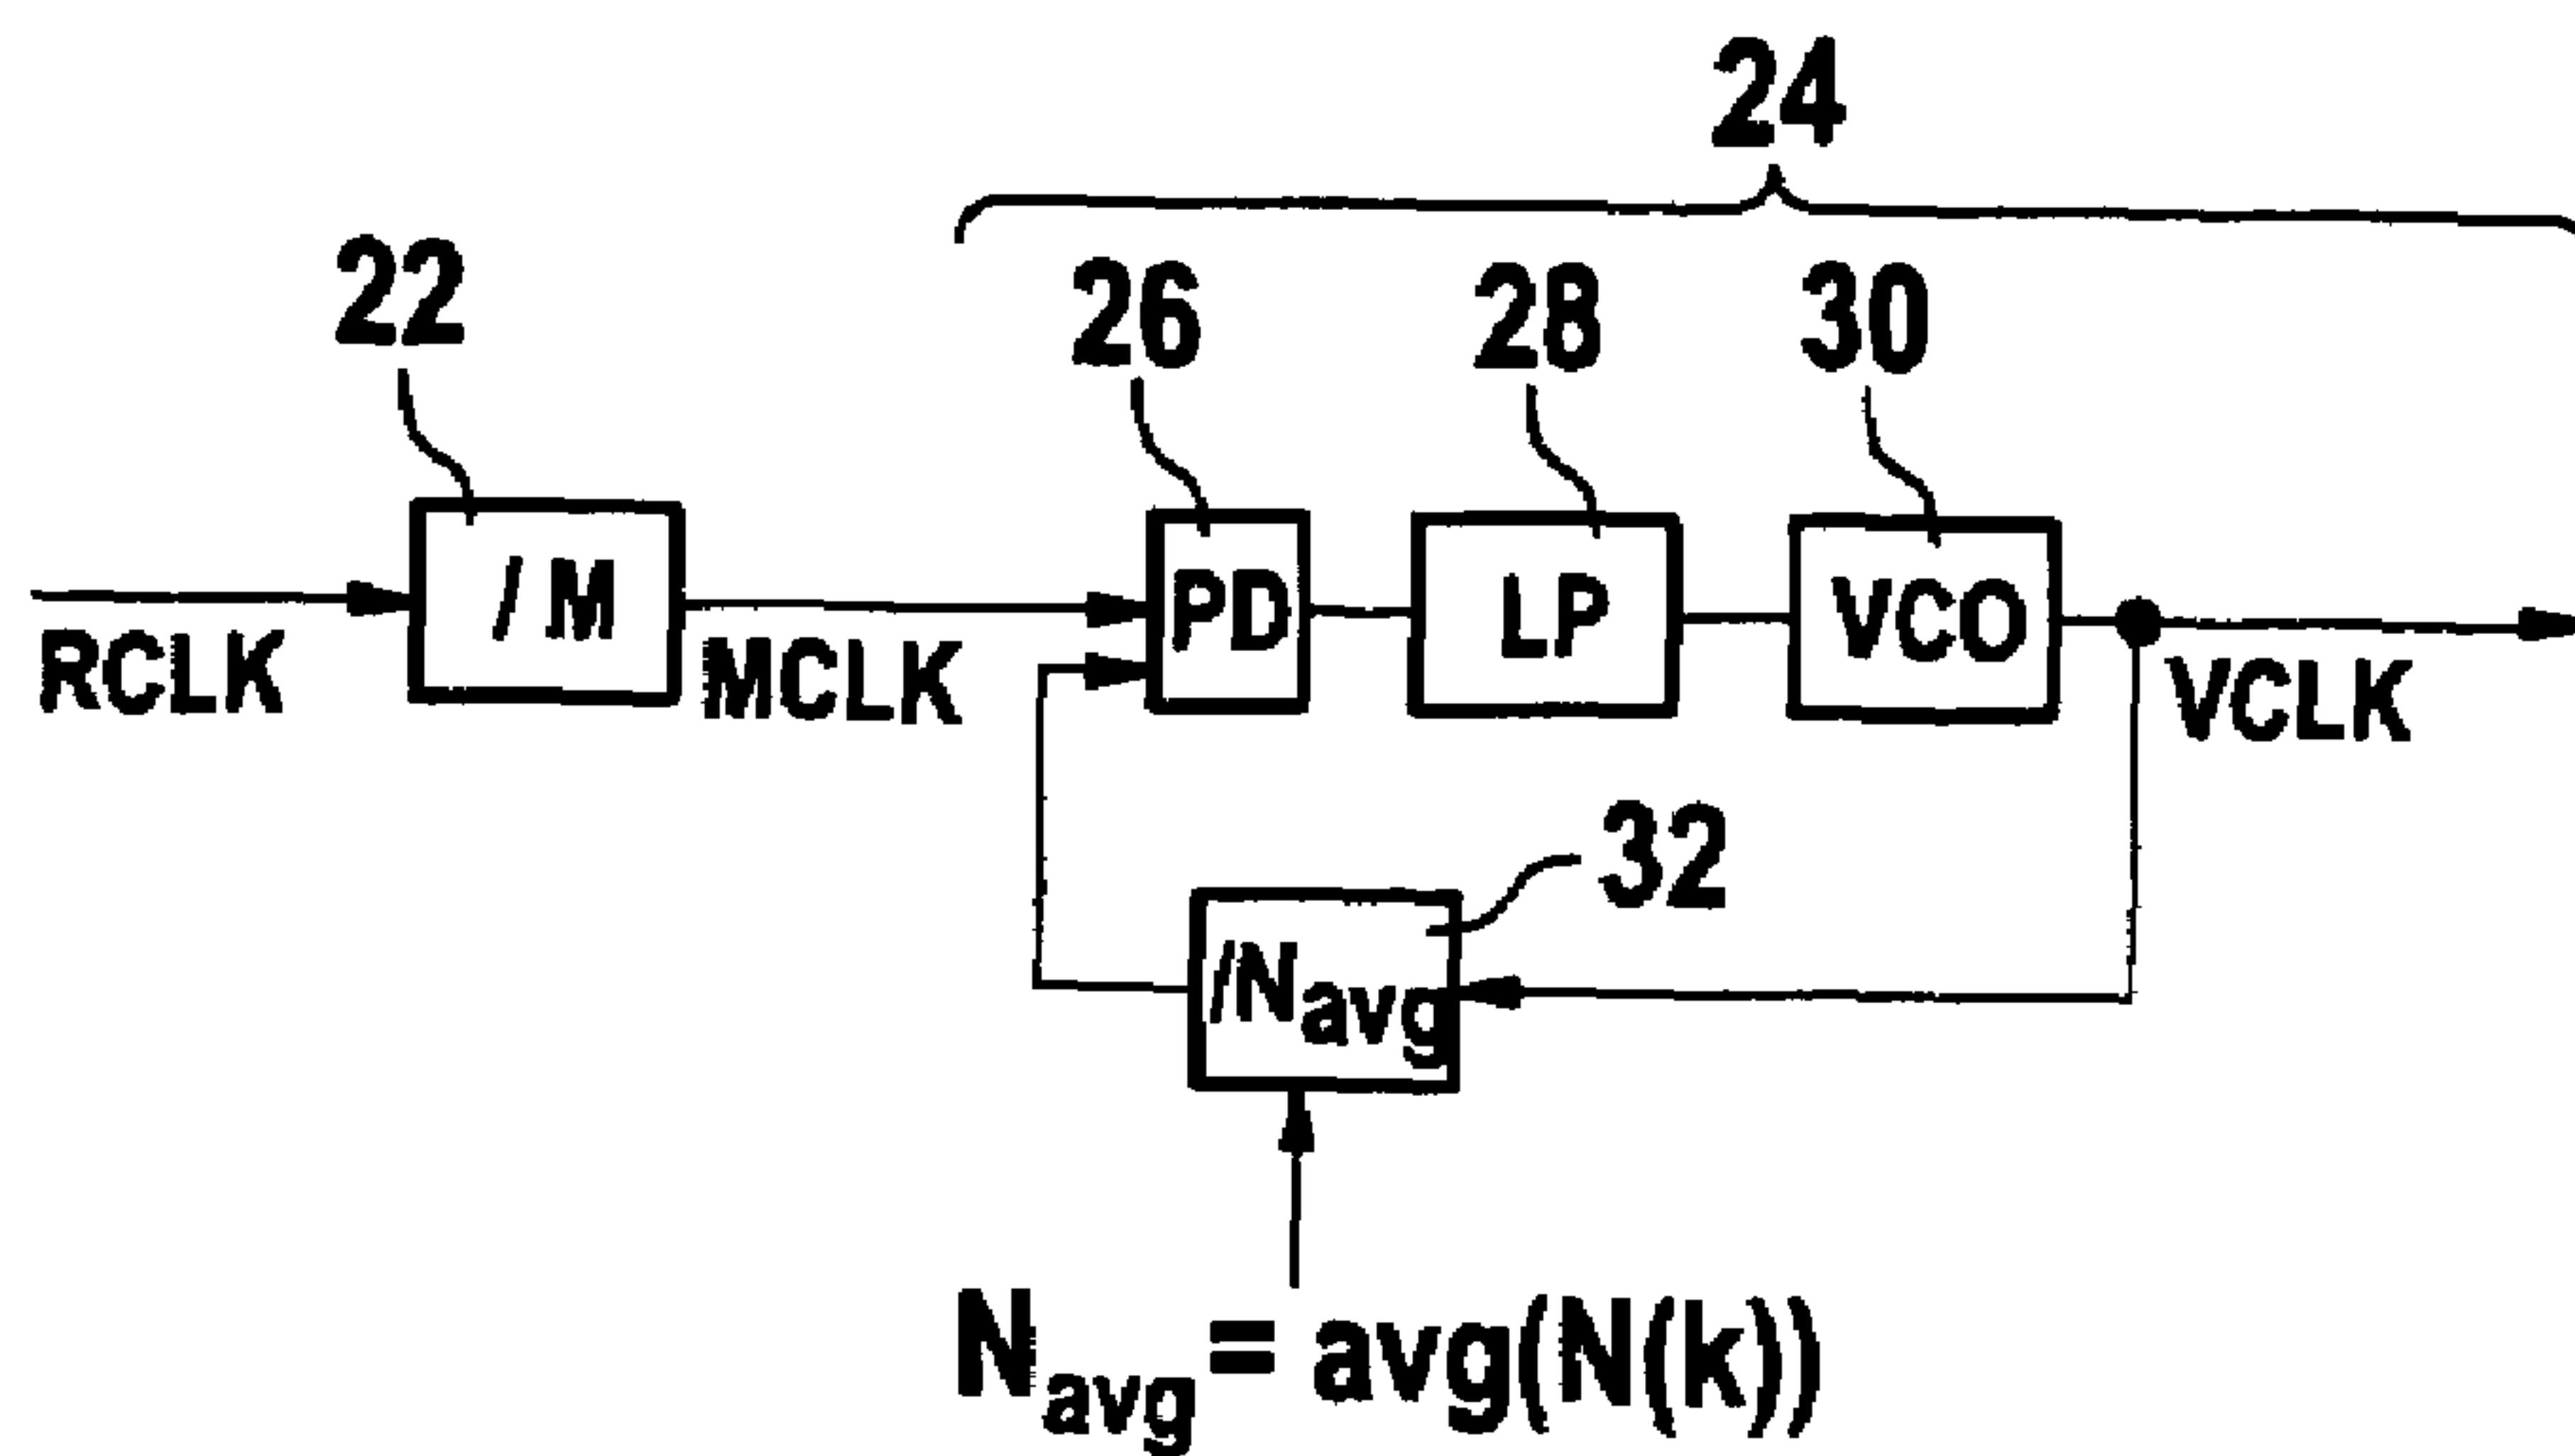 24
22
26
28
30
/ M
PD
LP
VCO
RCLK
MCLK
VCLK
32
/Navg
Navg = avg(N(k))